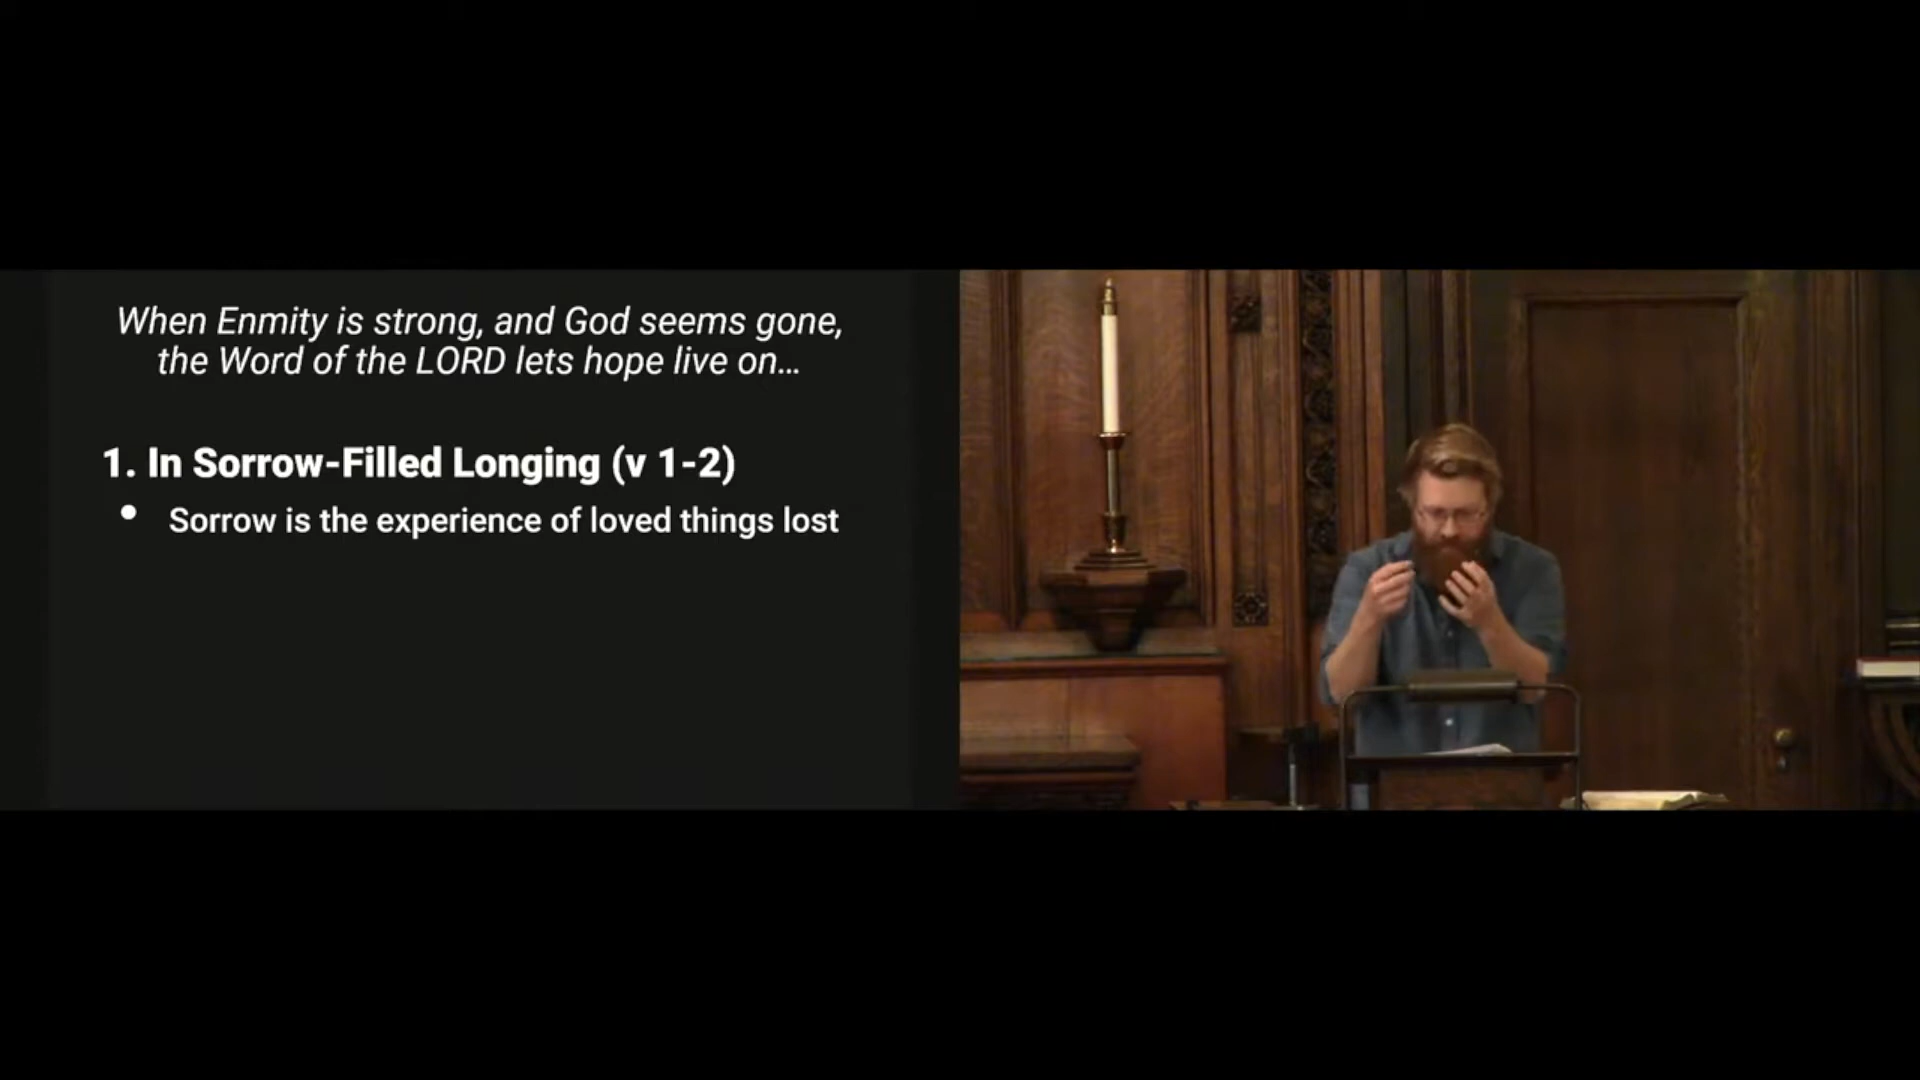 When Enmity is strong, and God seems gone,
the Word of the LORD lets hope live on...
1. In Sorrow-Filled Longing (v 1-2)
• Sorrow is the experience of loved things lost